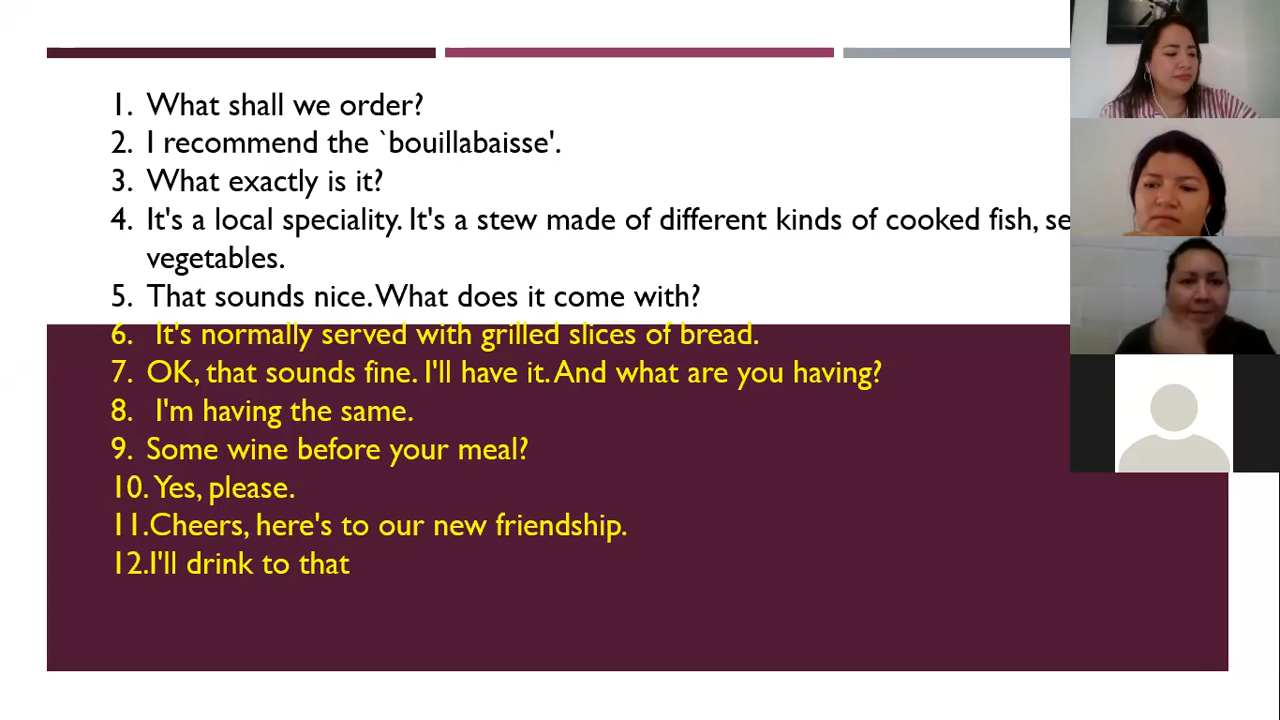 1. What shall we order?
2. I recommend the `bouillabaisse'.
3. What exactly is it?
4. It's a local speciality. It's a stew made of different kinds of cooked fish,
vegetables.
5. That sounds nice. What does it come with?
6. It's normally served with grilled slices of bread.
7. OK, that sounds fine. I'll have it. And what are you having?
8. I'm having the same.
9. Some wine before your meal?
10. Yes, please.
11.Cheers, here's to our new friendship.
12.I'll drink to that